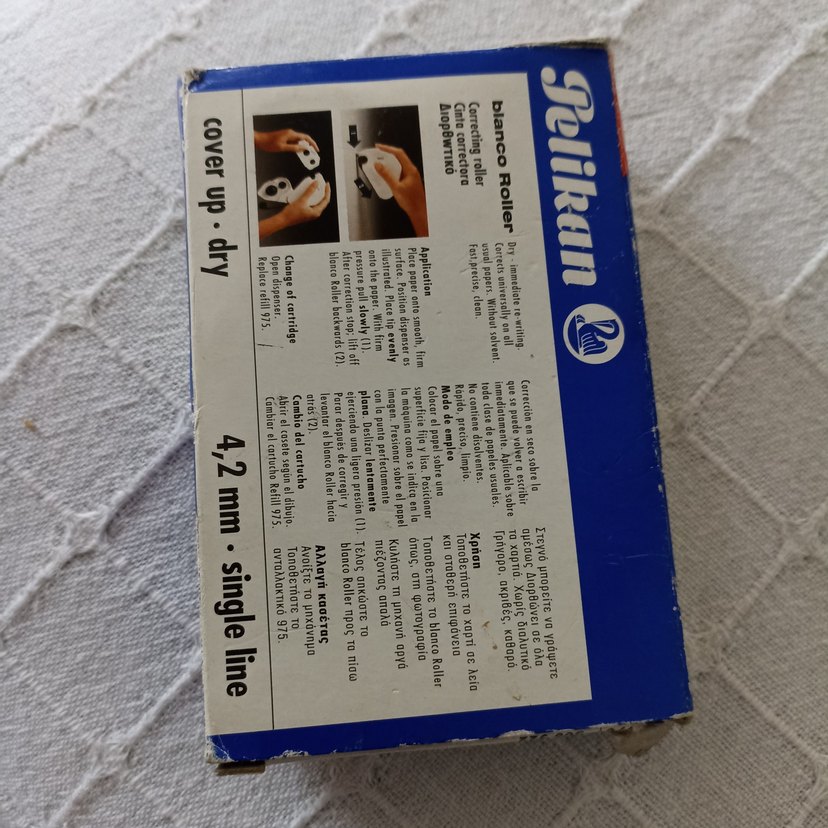 Pelikan
blanco Roller
Correcting roller
Cinta correctora
Διορθωτικό
Dry - immediate re-writing.
Corrects universally on all
usual papers. Without solvent.
Fast, precise, clean.
Application
Place paper onto smooth, firm
surface. Position dispenser as
illustrated. Place tip evenly
onto the paper. With firm
pressure pull slowly (1).
After correction stop; lift off
blanco Roller backwards (2).
Change of cartridge
Open dispenser.
Replace refill 975.
Corrección en seco sobre la
que se puede volver a escribir
inmediatamente. Aplicable sobre
toda clase de papeles usuales.
No contiene disolventes.
Rápido, preciso, limpio.
Modo de empleo
Colocar el papel sobre una
superficie fija y lisa. Posicionar
la máquina como se indica en la
imagen. Presionar sobre el papel
con la punta perfectamente
plana. Deslizar lentamente
ejerciendo una ligera presión (1).
Parar después de corregir y
levantar el blanco Roller hacia
atrás (2).
Cambio del cartucho
Abrir el casete según el dibujo.
Cambiar el cartucho Refill 975.
Στεγνό μπορείτε να γράψετε
αμέσως Διορθώνει σε όλα
τα χαρτιά. Χωρίς διαλυτικό
Γρήγορο, ακριβές, καθαρό.
Χρήση
Τοποθετήστε το χαρτί σε λεία
και σταθερή επιφάνεια
Τοποθετήστε το blanco Roller
όπως, στη φωτογραφία
Κυλήστε τη μηχανή αργά
πιέζοντας απαλά
Τέλος σηκώστε το
blanco Roller προς τα πίσω
Αλλαγή κασέτας
Ανοίξτε το μηχάνημα
Τοποθετήστε το
ανταλλακτικό 975.
cover up · dry
4,2 mm · single line